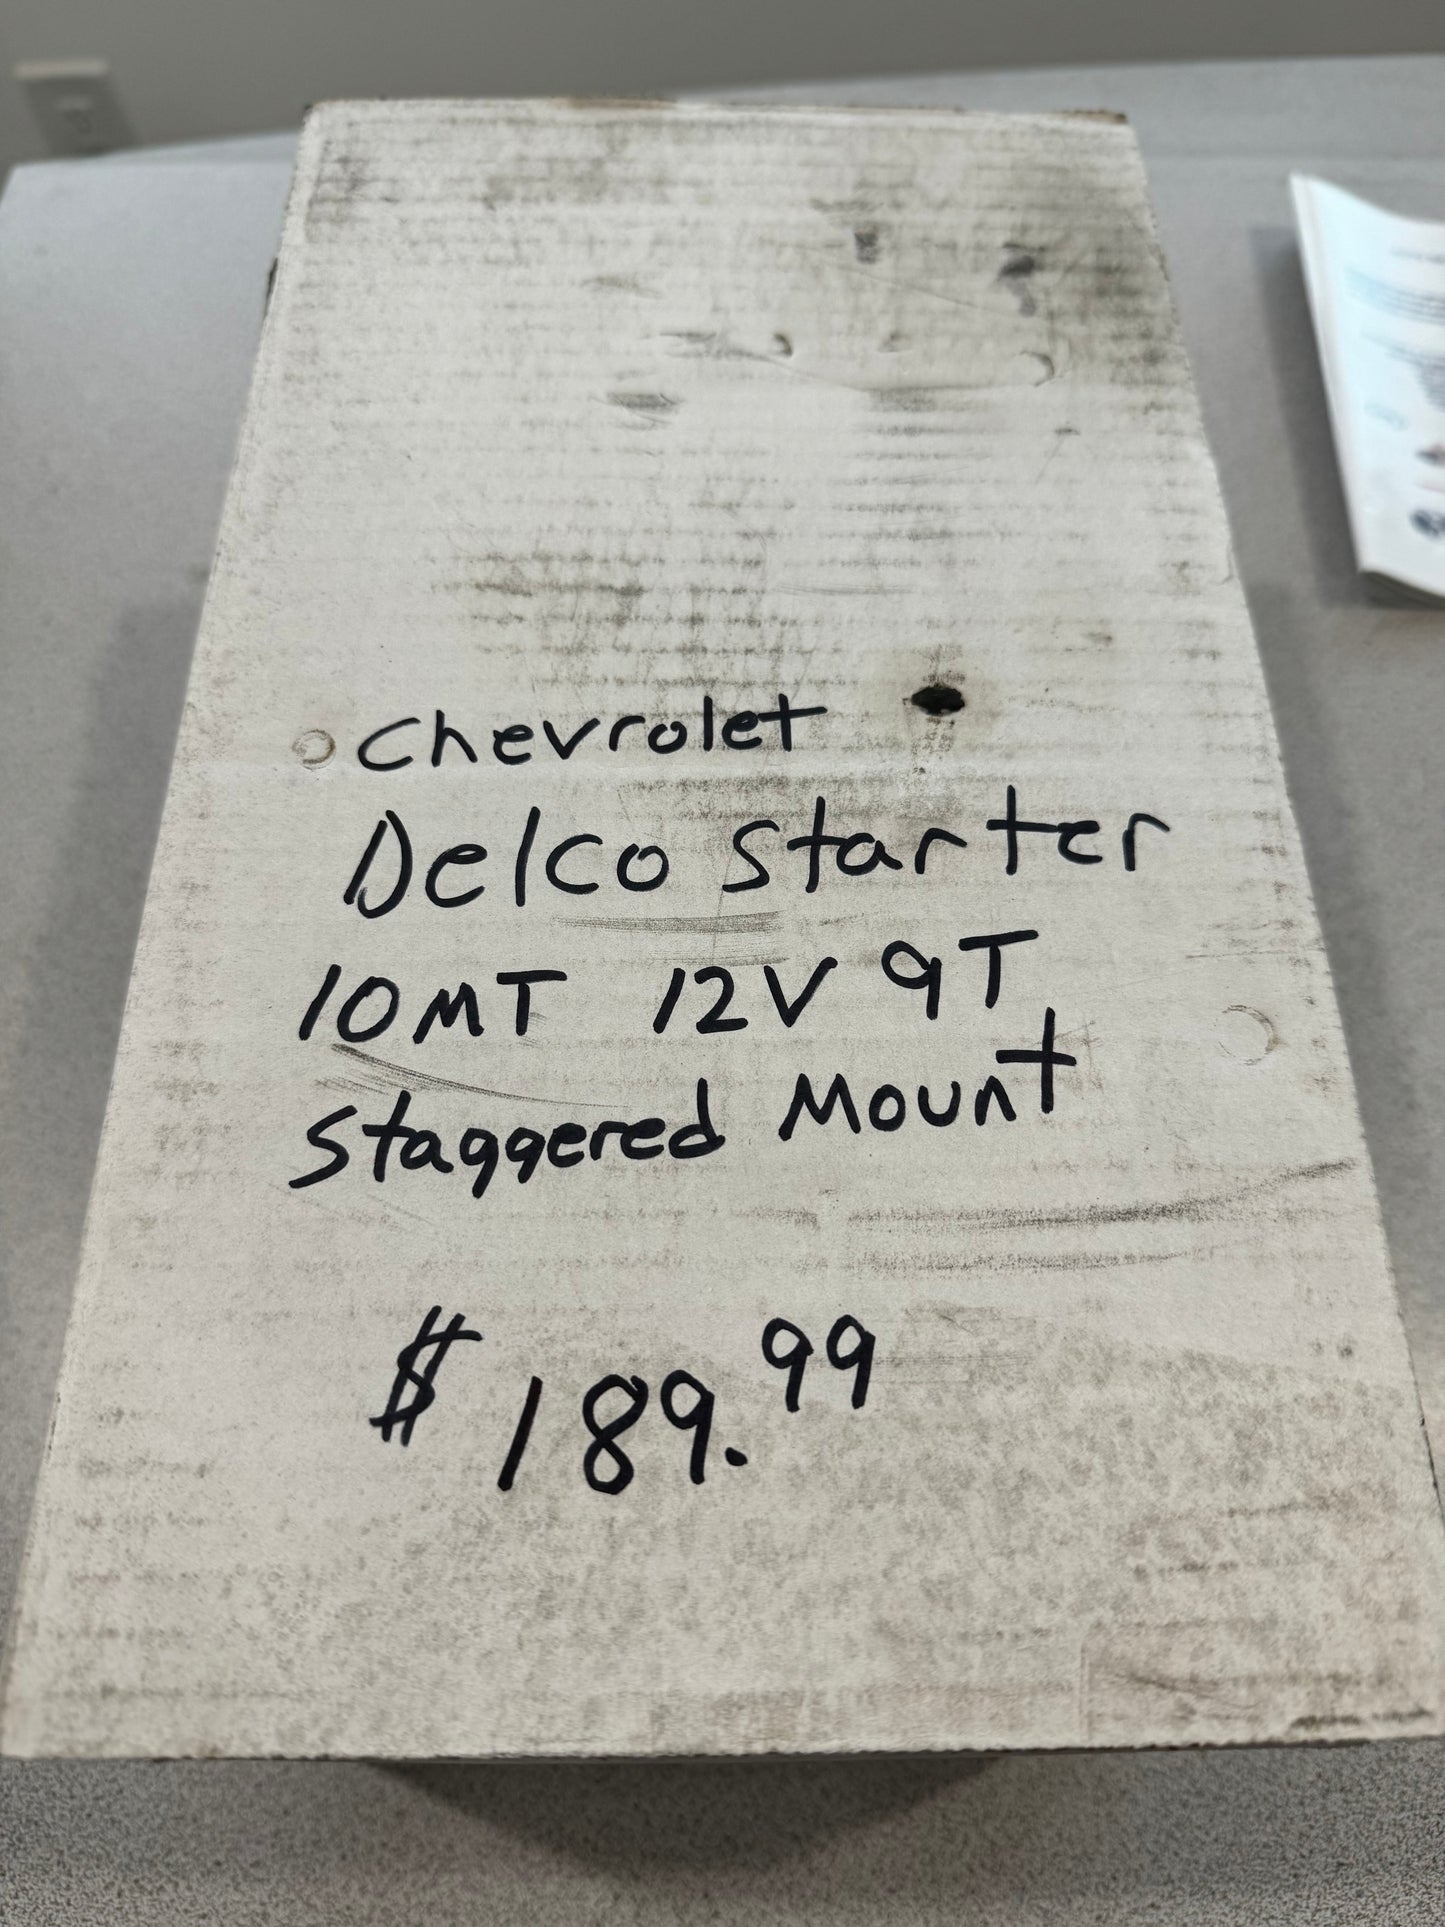 Chevrolet
Delco Starter
10MT 12V 9T
Staggered Mount
$189.99